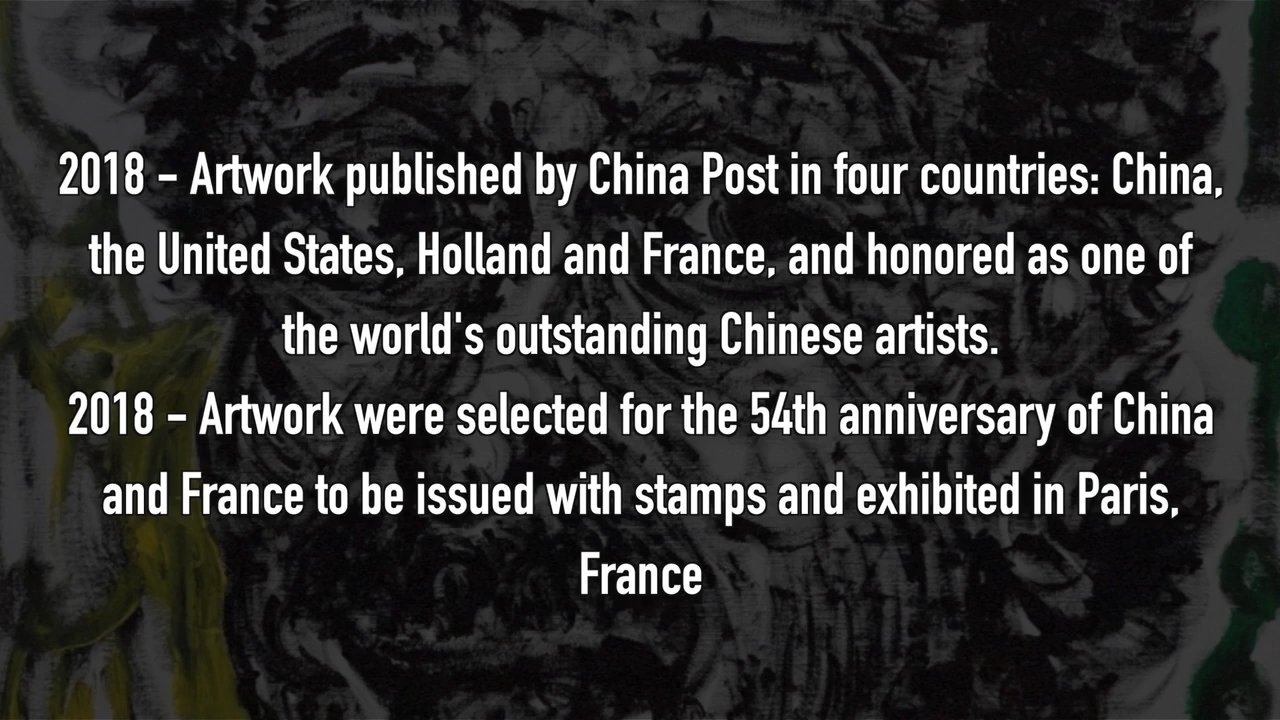 2018 – Artwork published by China Post in four countries: China,
the United States, Holland and France, and honored as one of
the world's outstanding Chinese artists.
2018 – Artwork were selected for the 54th anniversary of China
and France to be issued with stamps and exhibited in Paris,
France